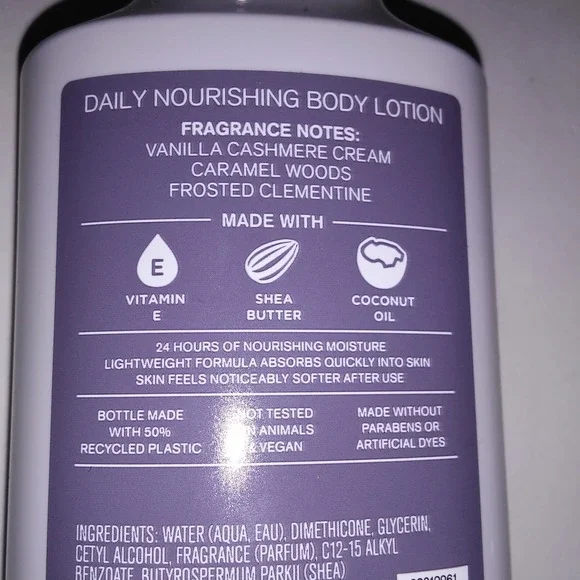 DAILY NOURISHING BODY LOTION
FRAGRANCE NOTES:
VANILLA CASHMERE CREAM
CARAMEL WOODS
FROSTED CLEMENTINE
MADE WITH
E
VITAMIN
E
SHEA
BUTTER
COCONUT
OIL
24 HOURS OF NOURISHING MOISTURE
LIGHTWEIGHT FORMULA ABSORBS QUICKLY INTO SKIN
SKIN FEELS NOTICEABLY SOFTER AFTER USE
BOTTLE MADE
WITH 50%
RECYCLED PLASTIC
NOT TESTED
ON ANIMALS
& VEGAN
MADE WITHOUT
PARABENS OR
ARTIFICIAL DYES
INGREDIENTS: WATER (AQUA, EAU), DIMETHICONE, GLYCERIN,
CETYL ALCOHOL, FRAGRANCE (PARFUM), C12-15 ALKYL
BENZOATE, BUTYROSPERMUM PARKII (SHEA)